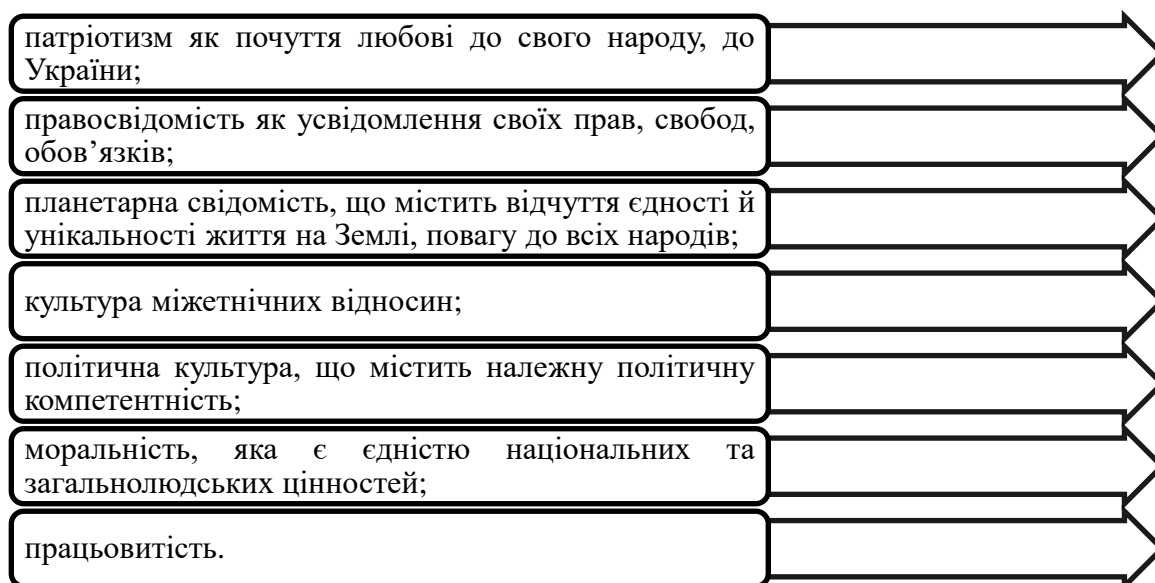 патріотизм як почуття любові до свого народу, до
України;
правосвідомість як усвідомлення своїх прав, свобод,
обов’язків;
планетарна свідомість, що містить відчуття єдності й
унікальності життя на Землі, повагу до всіх народів;
культура міжетнічних відносин;
політична культура, що містить належну політичну
компетентність;
моральність, яка є єдністю національних та
загальнолюдських цінностей;
працьовитість.